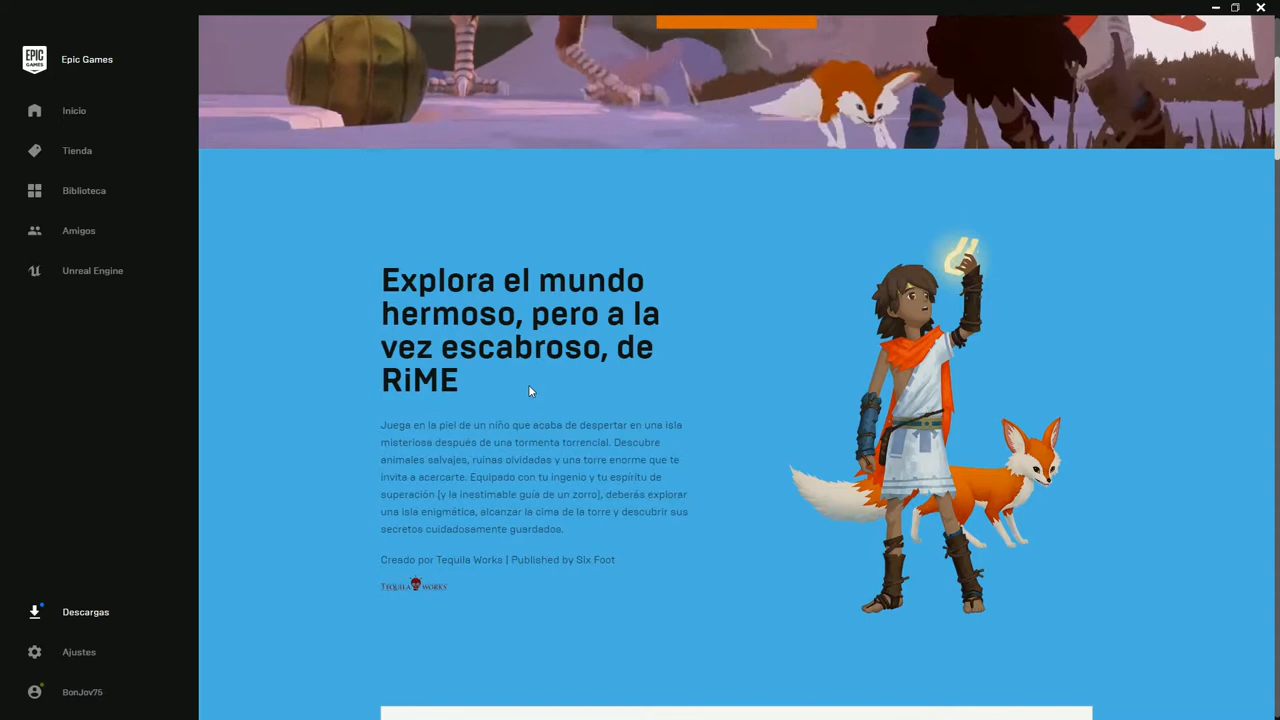 EPIC
GAMES
Epic Games
Inicio
Tienda
Biblioteca
Amigos
Unreal Engine
Descargas
Ajustes
BonJov75
Explora el mundo
hermoso, pero a la
vez escabroso, de
RiME
Juega en la piel de un niño que acaba de despertar en una isla
misteriosa después de una tormenta torrencial. Descubre
animales salvajes, ruinas olvidadas y una torre enorme que te
invita a acercarte. Equipado con tu ingenio y tu espíritu de
superación (y la inestimable guía de un zorro), deberás explorar
una isla enigmática, alcanzar la cima de la torre y descubrir sus
secretos cuidadosamente guardados.
Creado por Tequila Works | Published by Six Foot
TEQUILA WORKS